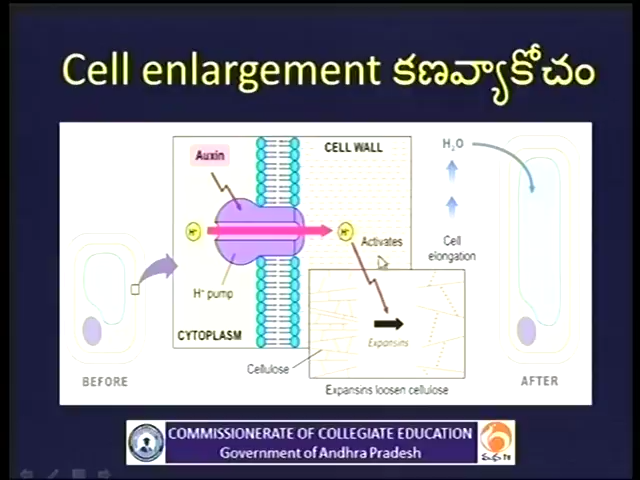 Cell enlargement కణవ్యాకోచం
Auxin
CELL WALL
H₂O
H⁺
H⁺
Activates
Cell
elongation
H⁺ pump
Expansins
CYTOPLASM
Cellulose
BEFORE
AFTER
Expansins loosen cellulose
COMMISSIONERATE OF COLLEGIATE EDUCATION
Government of Andhra Pradesh